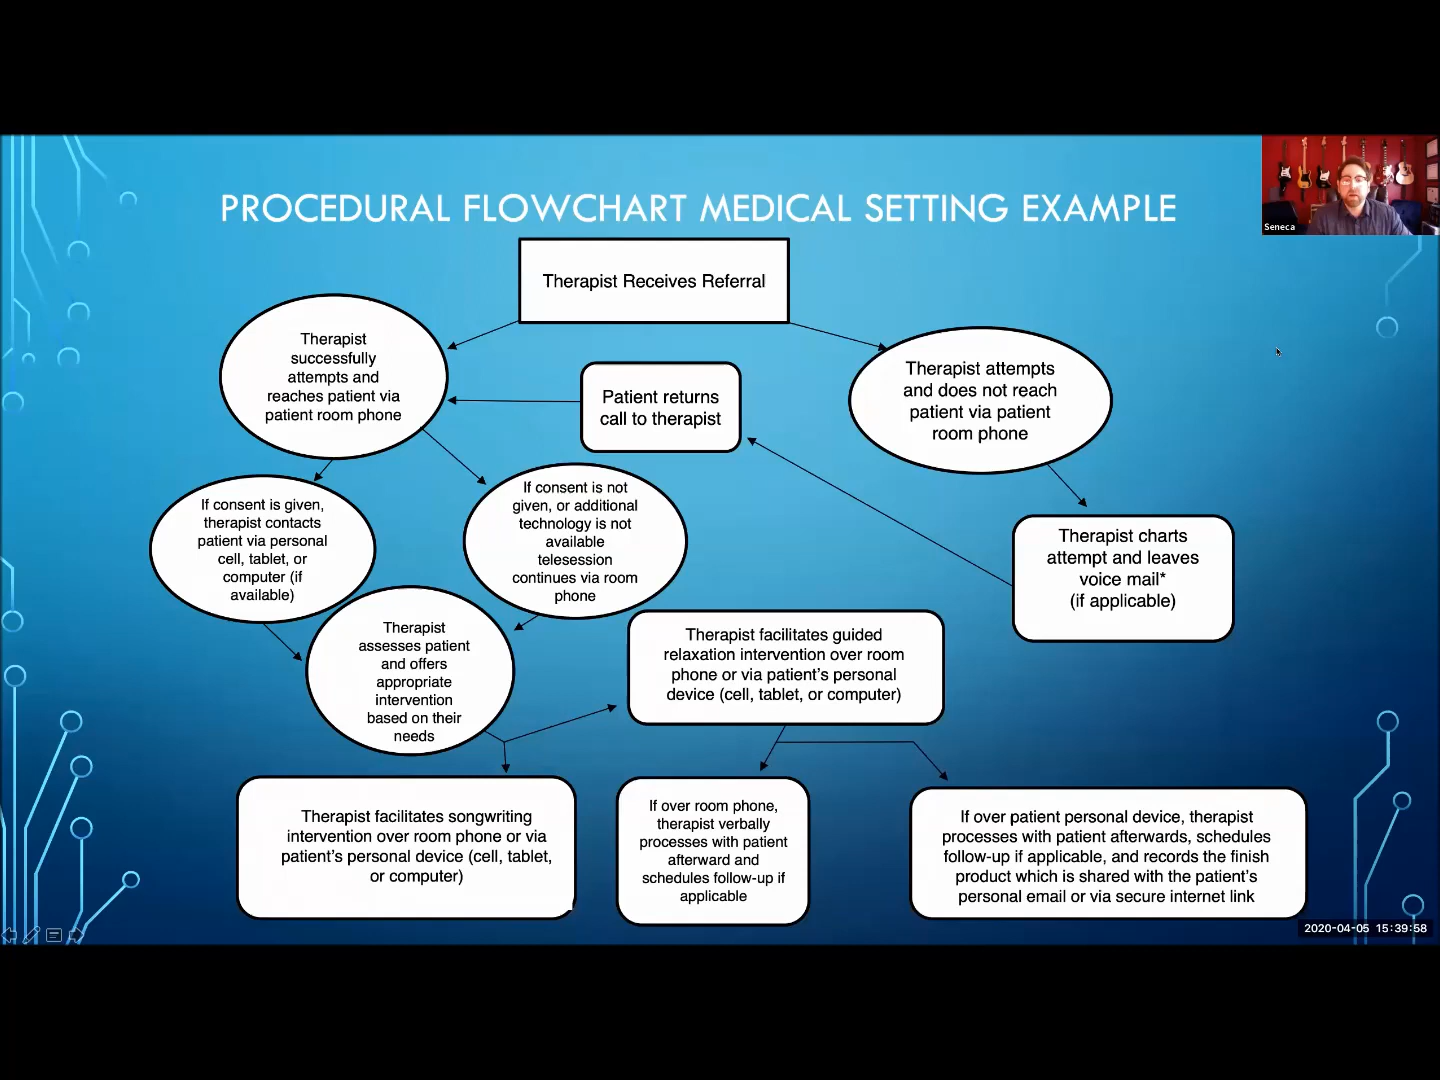 PROCEDURAL FLOWCHART MEDICAL SETTING EXAMPLE
Seneca
Therapist Receives Referral
Therapist
successfully
attempts and
reaches patient via
patient room phone
Patient returns
call to therapist
Therapist attempts
and does not reach
patient via patient
room phone
If consent is given,
therapist contacts
patient via personal
cell, tablet, or
computer (if
available)
If consent is not
given, or additional
technology is not
available
telesession
continues via room
phone
Therapist charts
attempt and leaves
voice mail*
(if applicable)
Therapist
assesses patient
and offers
appropriate
intervention
based on their
needs
Therapist facilitates guided
relaxation intervention over room
phone or via patient's personal
device (cell, tablet, or computer)
Therapist facilitates songwriting
intervention over room phone or via
patient's personal device (cell, tablet,
or computer)
If over room phone,
therapist verbally
processes with patient
afterward and
schedules follow-up if
applicable
If over patient personal device, therapist
processes with patient afterwards, schedules
follow-up if applicable, and records the finish
product which is shared with the patient's
personal email or via secure internet link
2020-04-05 15:39:58